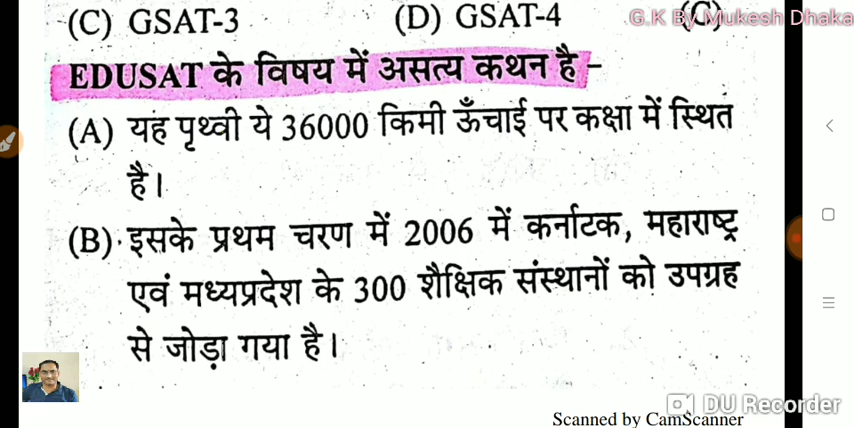 (C) GSAT-3 (D) GSAT-4 (C)
G.K By Mukesh Dhaka
EDUSAT के विषय में असत्य कथन है –
(A) यह पृथ्वी ये 36000 किमी ऊँचाई पर कक्षा में स्थित
है।
(B) इसके प्रथम चरण में 2006 में कर्नाटक, महाराष्ट्र
एवं मध्यप्रदेश के 300 शैक्षिक संस्थानों को उपग्रह
से जोड़ा गया है।
DU Recorder
Scanned by CamScanner